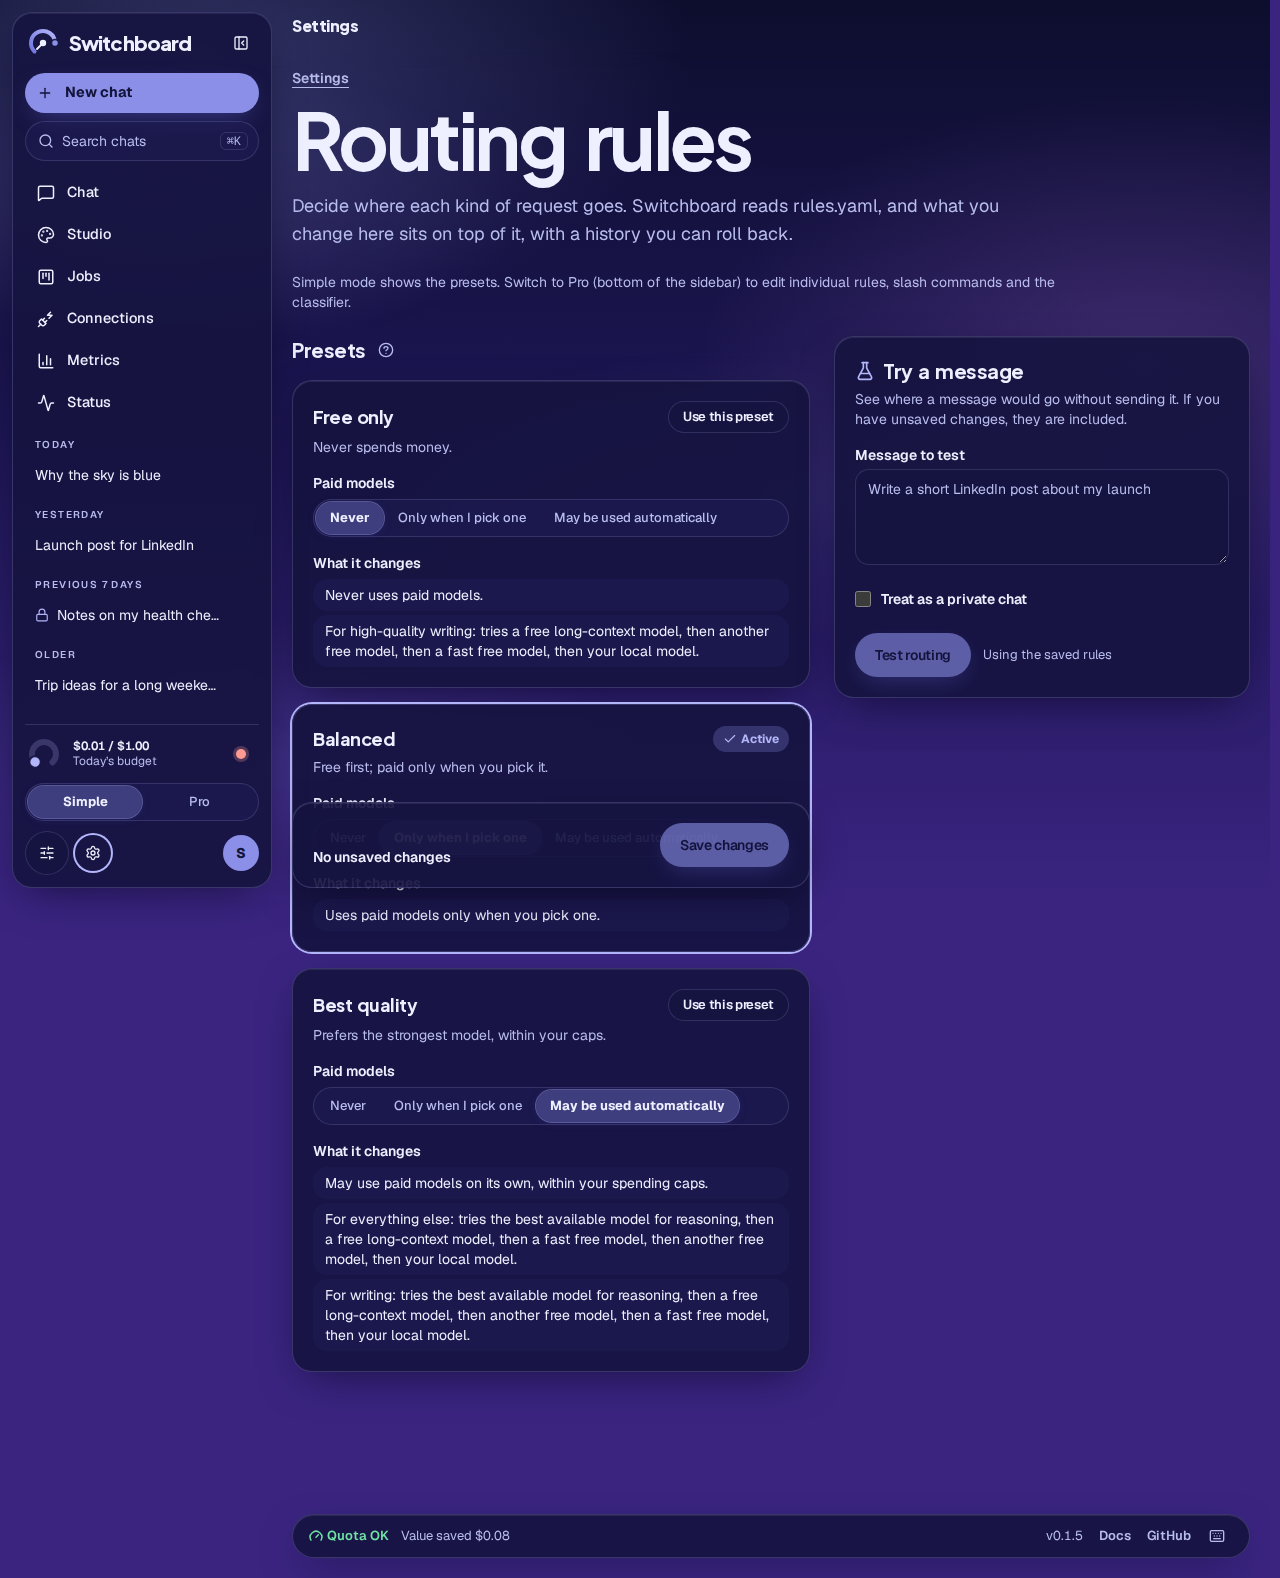 Switchboard
New chat
Search chats
⌘K
Chat
Studio
Jobs
Connections
Metrics
Status
TODAY
Why the sky is blue
YESTERDAY
Launch post for LinkedIn
PREVIOUS 7 DAYS
Notes on my health che...
OLDER
Trip ideas for a long weeke...
$0.01 / $1.00
Today's budget
Simple
Pro
S
Settings
Settings
Routing rules
Decide where each kind of request goes. Switchboard reads rules.yaml, and what you
change here sits on top of it, with a history you can roll back.
Simple mode shows the presets. Switch to Pro (bottom of the sidebar) to edit individual rules, slash commands and the
classifier.
Presets
Free only
Use this preset
Never spends money.
Paid models
Never
Only when I pick one
May be used automatically
What it changes
Never uses paid models.
For high-quality writing: tries a free long-context model, then another
free model, then a fast free model, then your local model.
Balanced
Active
Free first; paid only when you pick it.
Paid models
Never
Only when I pick one
May be used automatically
No unsaved changes
Save changes
What it changes
Uses paid models only when you pick one.
Best quality
Use this preset
Prefers the strongest model, within your caps.
Paid models
Never
Only when I pick one
May be used automatically
What it changes
May use paid models on its own, within your spending caps.
For everything else: tries the best available model for reasoning, then
a free long-context model, then a fast free model, then another free
model, then your local model.
For writing: tries the best available model for reasoning, then a free
long-context model, then another free model, then a fast free model,
then your local model.
Try a message
See where a message would go without sending it. If you
have unsaved changes, they are included.
Message to test
Write a short LinkedIn post about my launch
Treat as a private chat
Test routing
Using the saved rules
Quota OK
Value saved $0.08
v0.1.5
Docs
GitHub